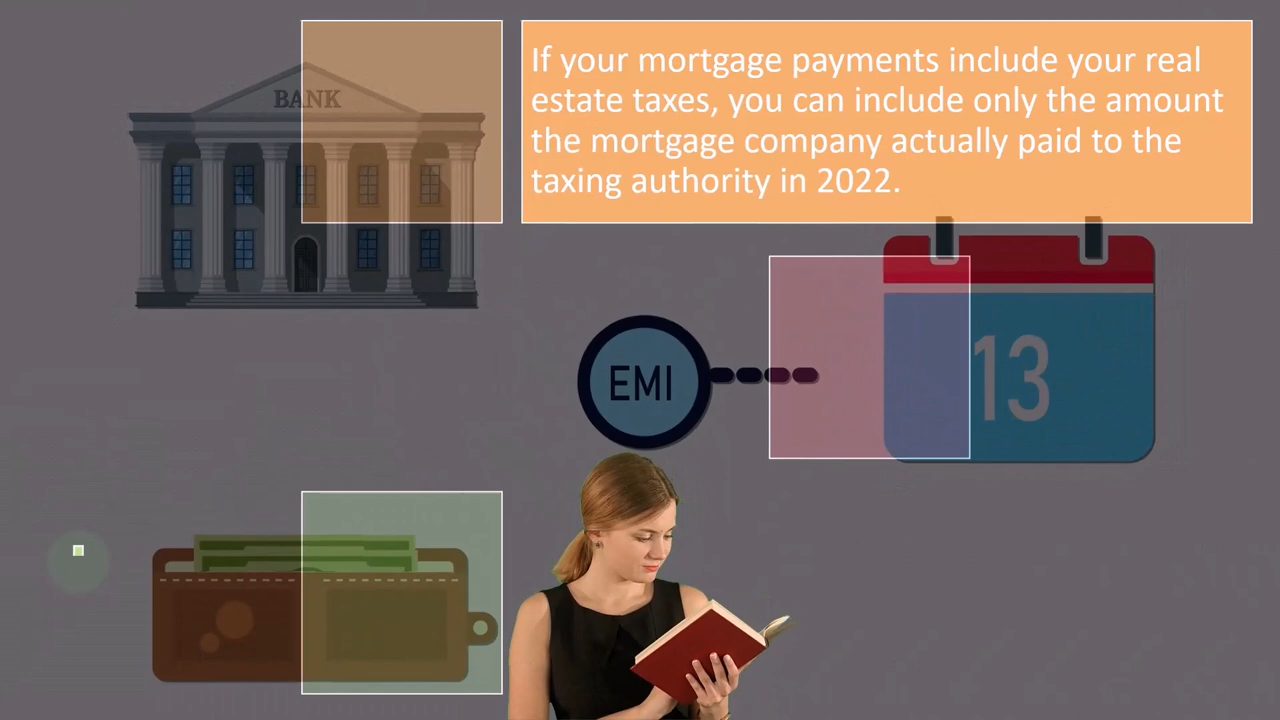 BANK
If your mortgage payments include your real
estate taxes, you can include only the amount
the mortgage company actually paid to the
taxing authority in 2022.
EMI
13